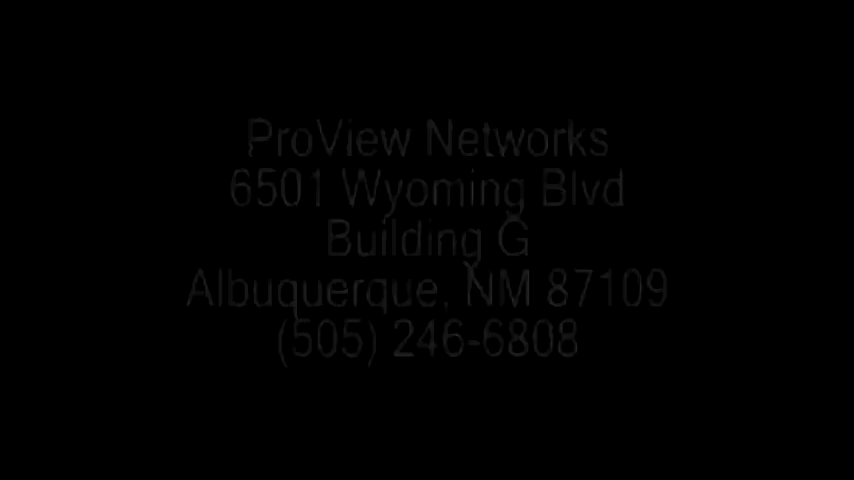 ProView Networks
6501 Wyoming Blvd
Building G
Albuquerque, NM 87109
(505) 246-6808